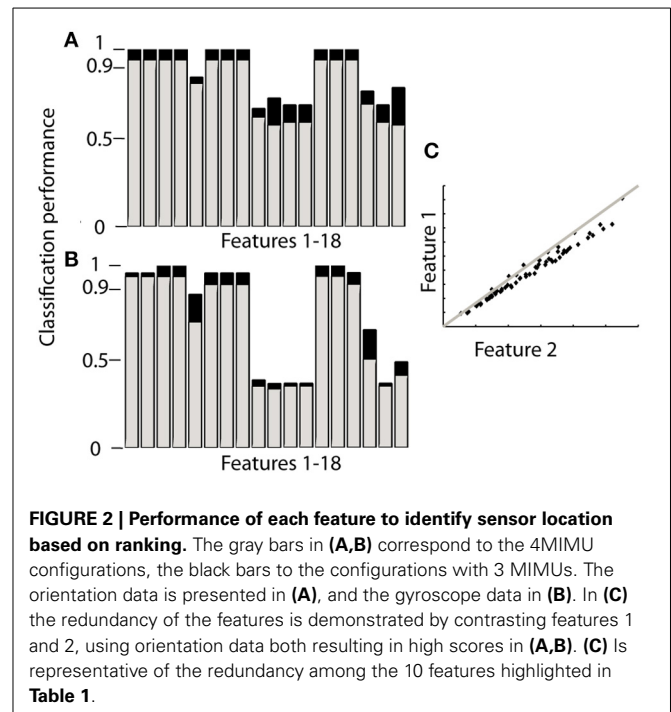 A
1
0.9
0.5
0
Features 1-18
Classification performance
B
1
0.9
0.5
0
Features 1-18
C
Feature 1
Feature 2
FIGURE 2 | Performance of each feature to identify sensor location
based on ranking. The gray bars in (A,B) correspond to the 4MIMU
configurations, the black bars to the configurations with 3 MIMUs. The
orientation data is presented in (A), and the gyroscope data in (B). In (C)
the redundancy of the features is demonstrated by contrasting features 1
and 2, using orientation data both resulting in high scores in (A,B). (C) Is
representative of the redundancy among the 10 features highlighted in
Table 1.